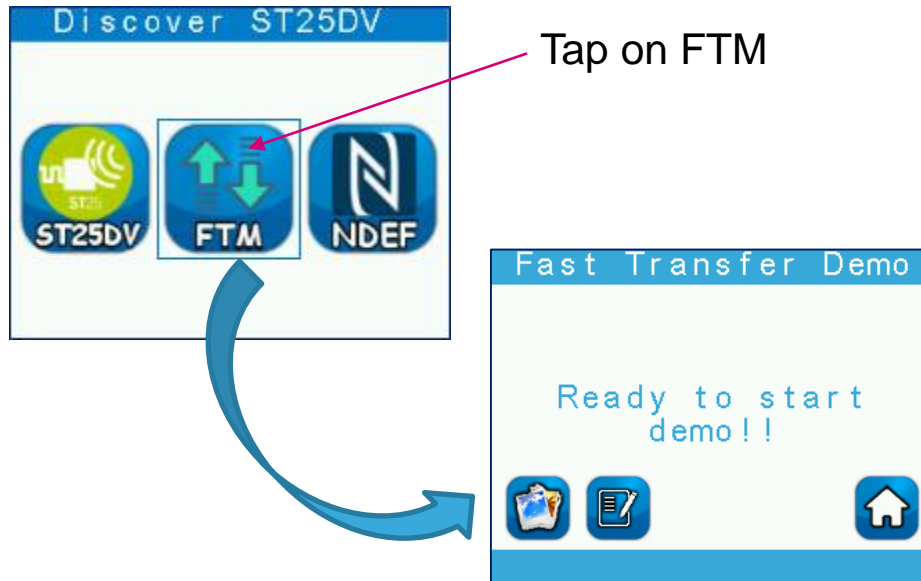 Discover ST25DV
Tap on FTM
ST25
ST25DV
FTM
NDEF
Fast Transfer Demo
Ready to start
demo!!